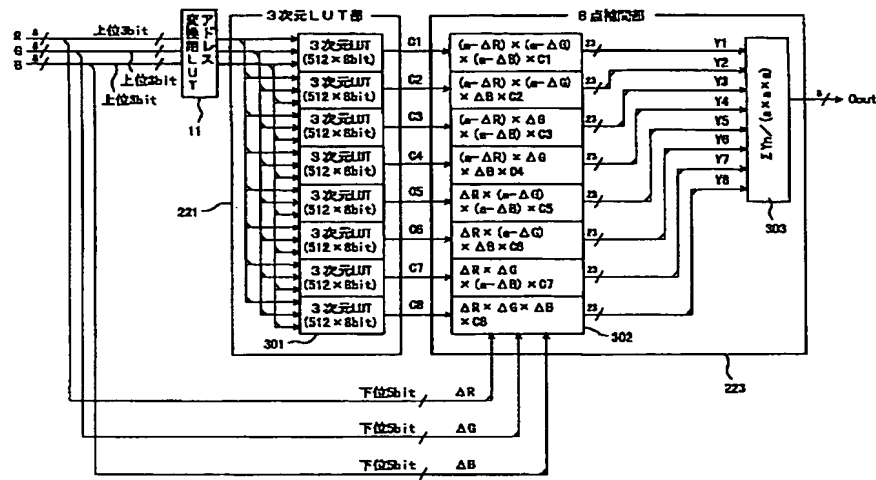 3次元LUT部
8点補間部
R 8 上位3bit
G 8 上位3bit
B 8 上位3bit
アドレス
変換用LUT
11
3次元LUT
(512×8bit)
C1
(a-ΔR)×(a-ΔG)
×(a-ΔB)×C1
23
Y1
3次元LUT
(512×8bit)
C2
(a-ΔR)×(a-ΔG)
×ΔB×C2
23
Y2
3次元LUT
(512×8bit)
C3
(a-ΔR)×ΔG
×(a-ΔB)×C3
23
Y3
3次元LUT
(512×8bit)
C4
(a-ΔR)×ΔG
×ΔB×C4
23
Y4
3次元LUT
(512×8bit)
C5
ΔR×(a-ΔG)
×(a-ΔB)×C5
23
Y5
3次元LUT
(512×8bit)
C6
ΔR×(a-ΔG)
×ΔB×C6
23
Y6
3次元LUT
(512×8bit)
C7
ΔR×ΔG
×(a-ΔB)×C7
23
Y7
3次元LUT
(512×8bit)
C8
ΔR×ΔG×ΔB
×C8
23
Y8
ΣYn/(a×a×a)
8
Oout
303
221
301
302
223
下位5bit ΔR
下位5bit ΔG
下位5bit ΔB